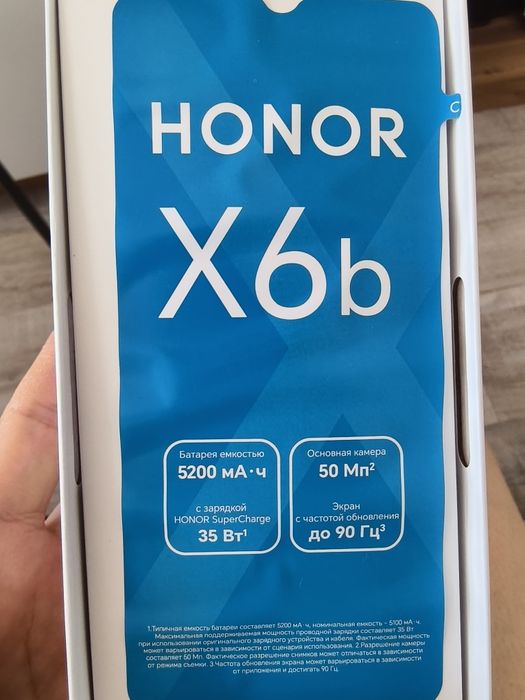 C
HONOR
X6b
Батарея емкостью
5200 мА·ч
с зарядкой
HONOR SuperCharge
35 Вт¹
Основная камера
50 Мп²
Экран
с частотой обновления
до 90 Гц³
1.Типичная емкость батареи составляет 5200 мА·ч, номинальная емкость – 5100 мА·ч.
Максимальная поддерживаемая мощность проводной зарядки составляет 35 Вт
при использовании оригинального зарядного устройства и кабеля. Фактическая мощность
может варьироваться в зависимости от сценария использования. 2.Разрешение камеры
составляет 50 Мп. Фактическое разрешение снимков может отличаться в зависимости
от режима съемки. 3.Частота обновления экрана может варьироваться в зависимости
от приложения и достигать 90 Гц.